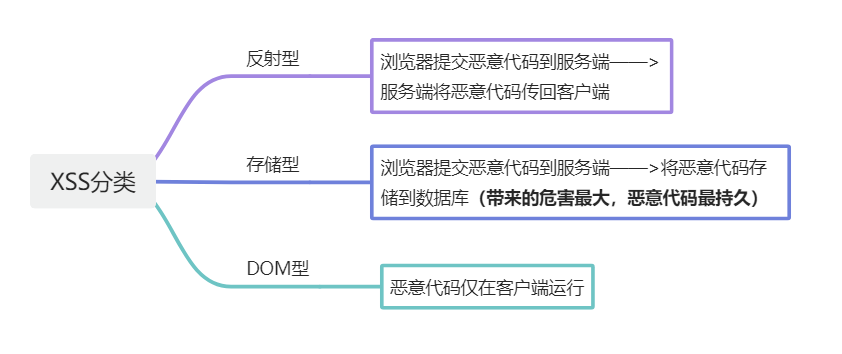 反射型
浏览器提交恶意代码到服务端——>
服务端将恶意代码传回客户端
XSS分类
存储型
浏览器提交恶意代码到服务端——>将恶意代码存
储到数据库（带来的危害最大，恶意代码最持久）
DOM型
恶意代码仅在客户端运行